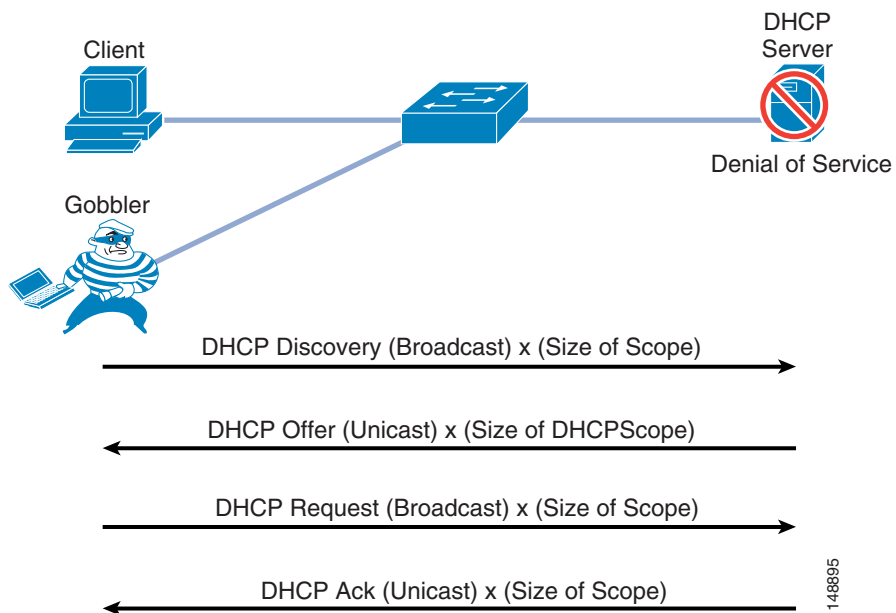 Client
DHCP
Server
Denial of Service
Gobbler
DHCP Discovery (Broadcast) x (Size of Scope)
DHCP Offer (Unicast) x (Size of DHCPScope)
DHCP Request (Broadcast) x (Size of Scope)
DHCP Ack (Unicast) x (Size of Scope)
148895